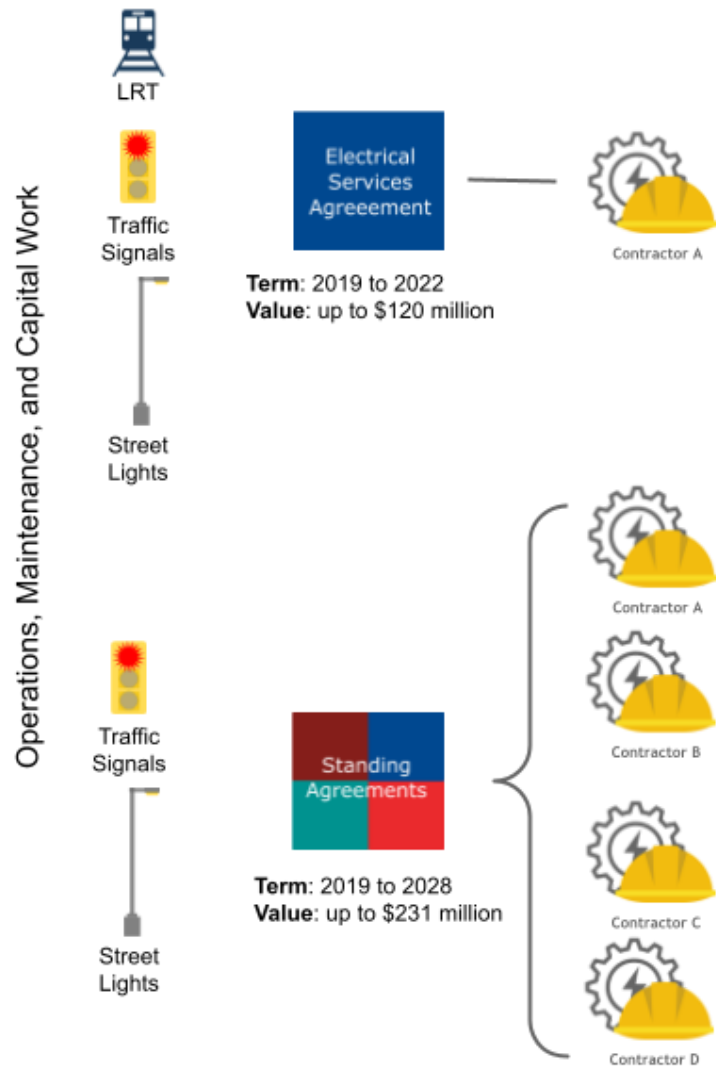 Operations, Maintenance, and Capital Work
LRT
Traffic
Signals
Street
Lights
Electrical
Services
Agreeement
Term: 2019 to 2022
Value: up to $120 million
Contractor A
Traffic
Signals
Street
Lights
Standing
Agreements
Term: 2019 to 2028
Value: up to $231 million
Contractor A
Contractor B
Contractor C
Contractor D